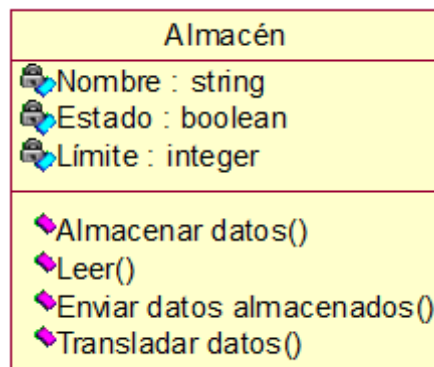 Almacén
Nombre : string
Estado : boolean
Límite : integer
Almacenar datos()
Leer()
Enviar datos almacenados()
Transladar datos()